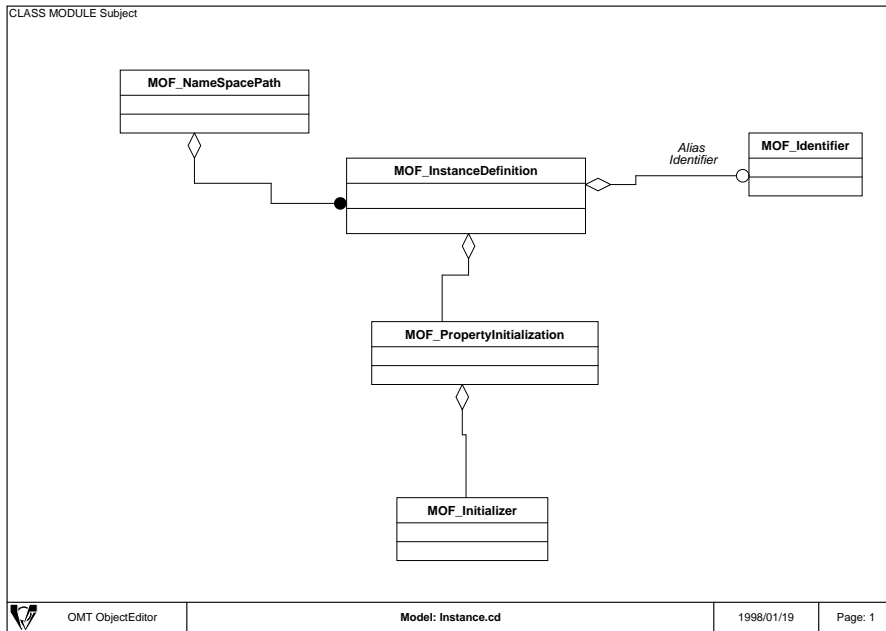 CLASS MODULE Subject
MOF_NameSpacePath
MOF_InstanceDefinition
Alias
Identifier
MOF_Identifier
MOF_PropertyInitialization
MOF_Initializer
OMT ObjectEditor
Model: Instance.cd
1998/01/19
Page: 1